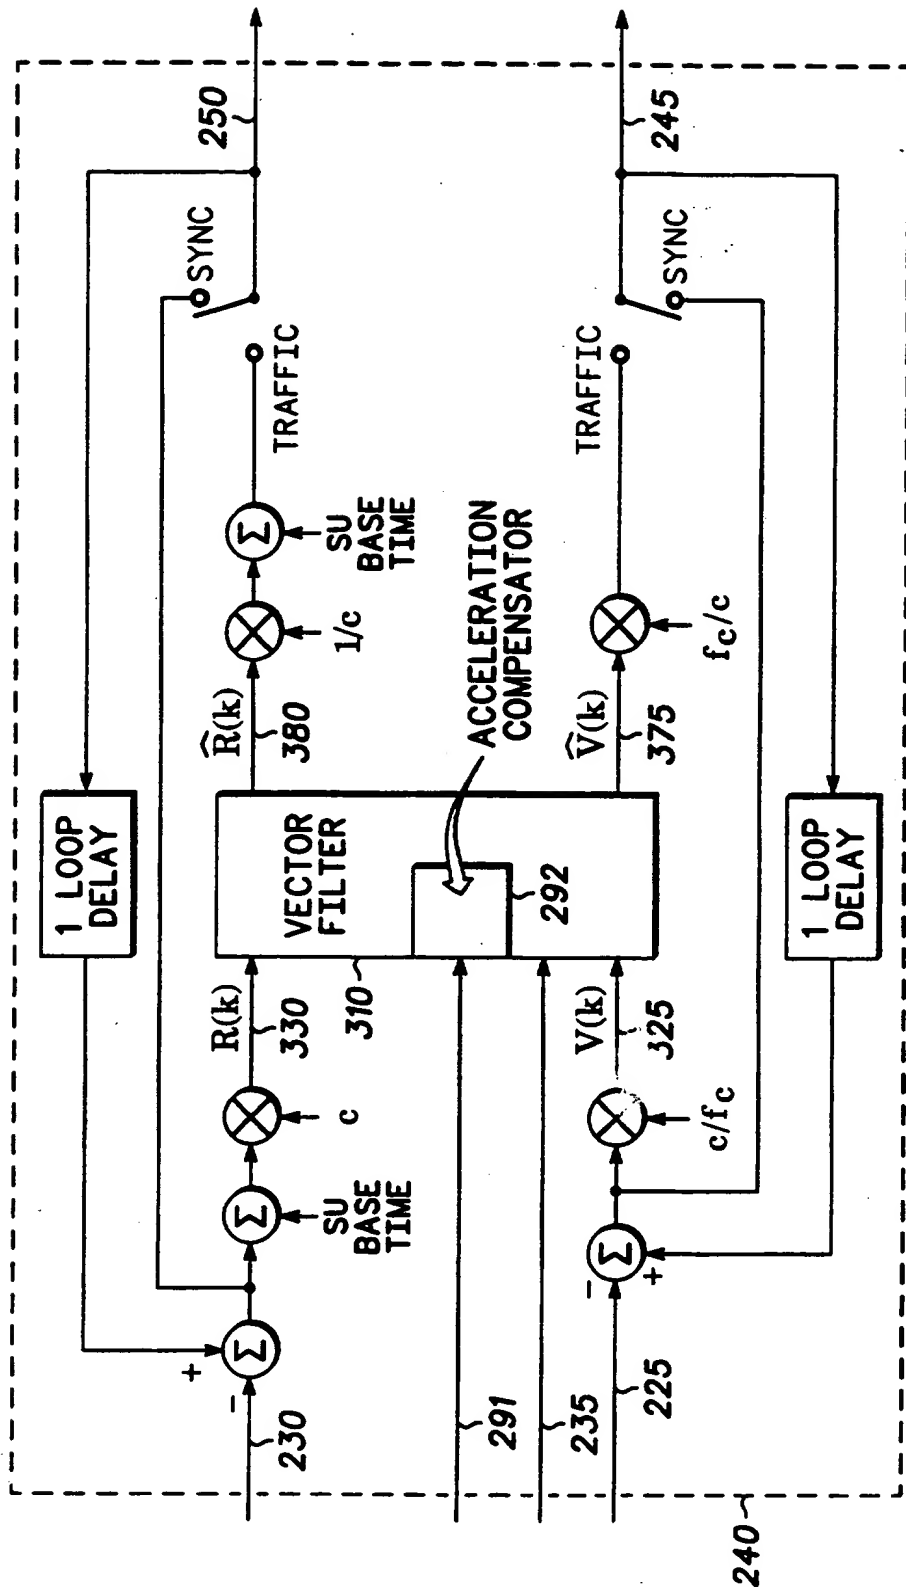 250
245
SYNC
SYNC
TRAFFIC
TRAFFIC
Σ
SU
BASE
TIME
1/c
f_c/c
R̂(k)
380
V̂(k)
375
ACCELERATION
COMPENSATOR
1 LOOP
DELAY
VECTOR
FILTER
292
1 LOOP
DELAY
310
R(k)
330
V(k)
325
c
c/f_c
Σ
SU
BASE
TIME
Σ
+
-
Σ
-
+
230
291
235
225
240